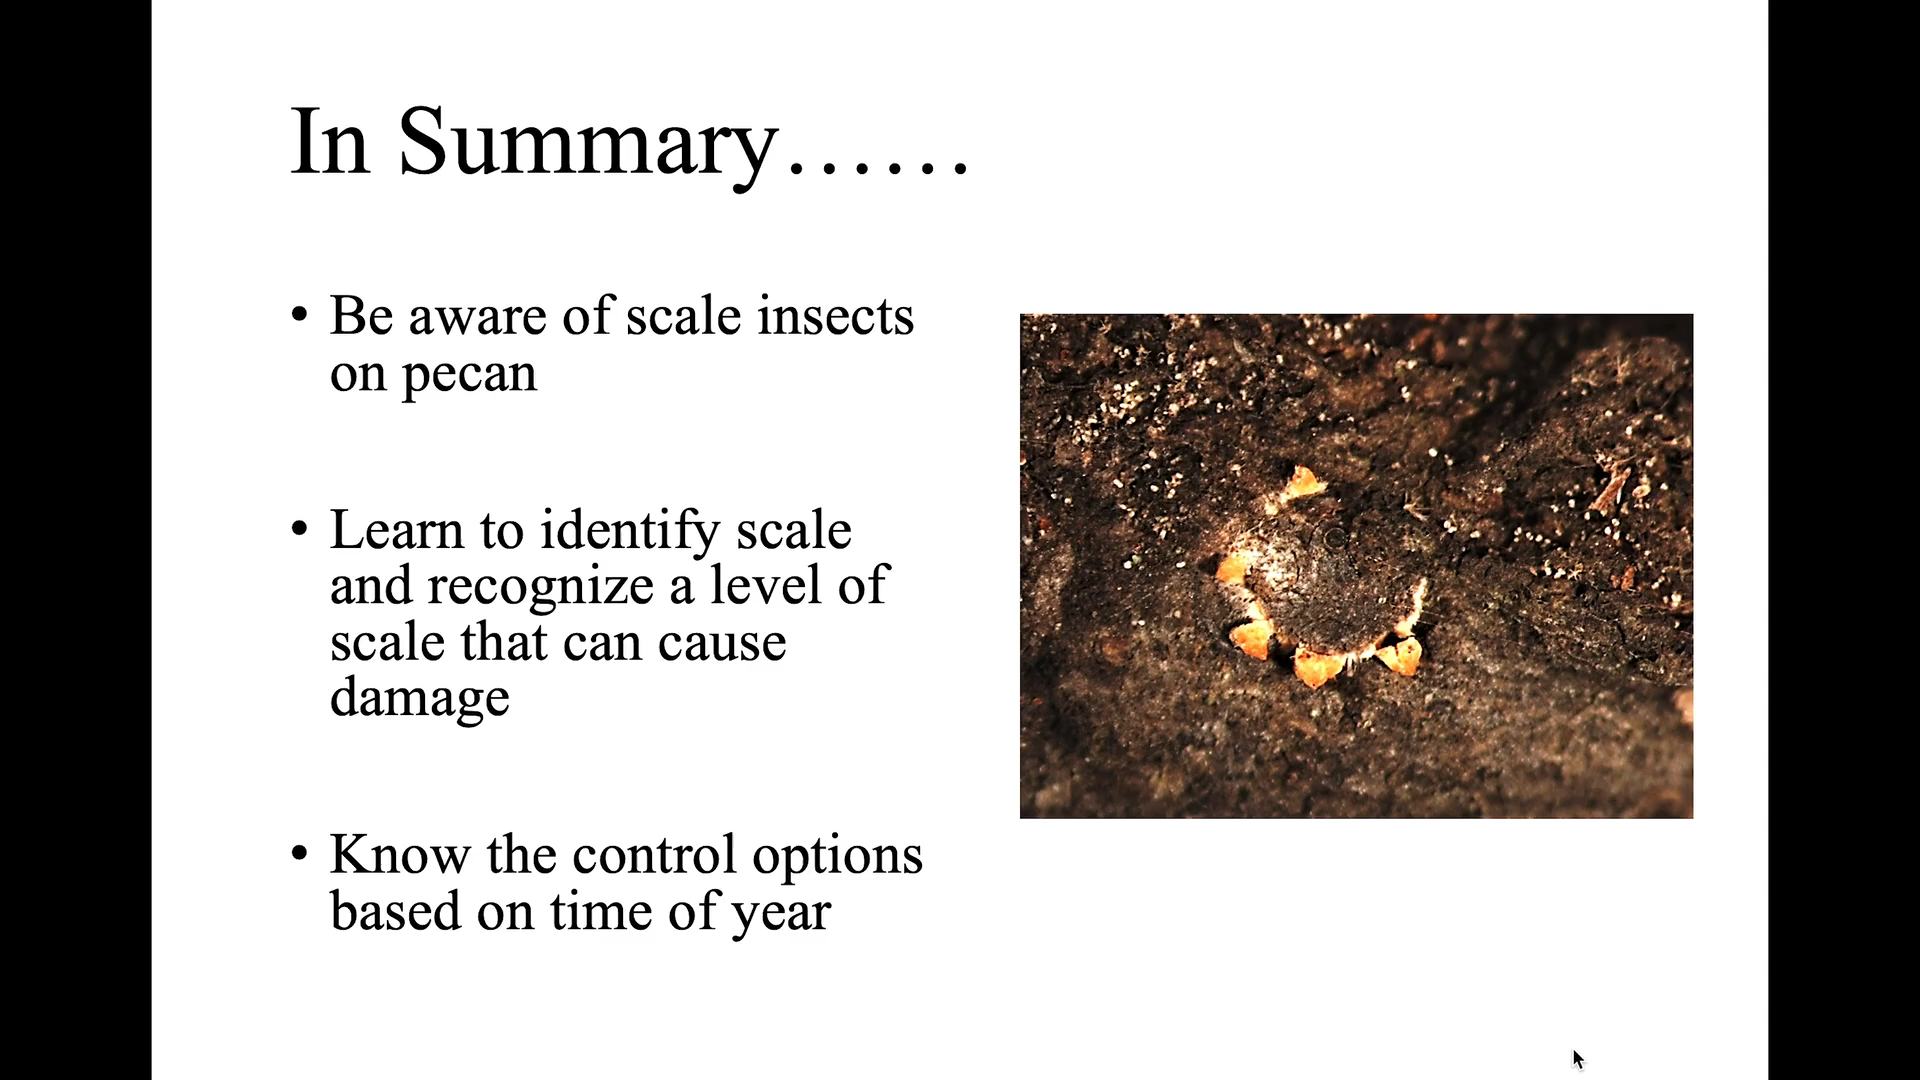 In Summary……
• Be aware of scale insects
on pecan
• Learn to identify scale
and recognize a level of
scale that can cause
damage
• Know the control options
based on time of year